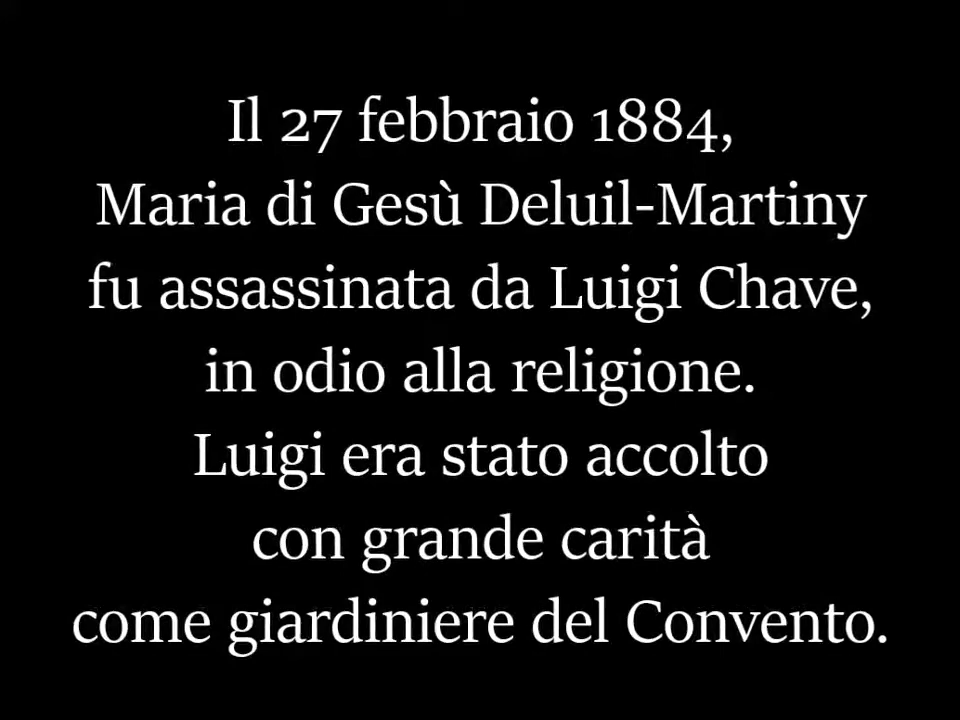 Il 27 febbraio 1884,
Maria di Gesù Deluil-Martiny
fu assassinata da Luigi Chave,
in odio alla religione.
Luigi era stato accolto
con grande carità
come giardiniere del Convento.